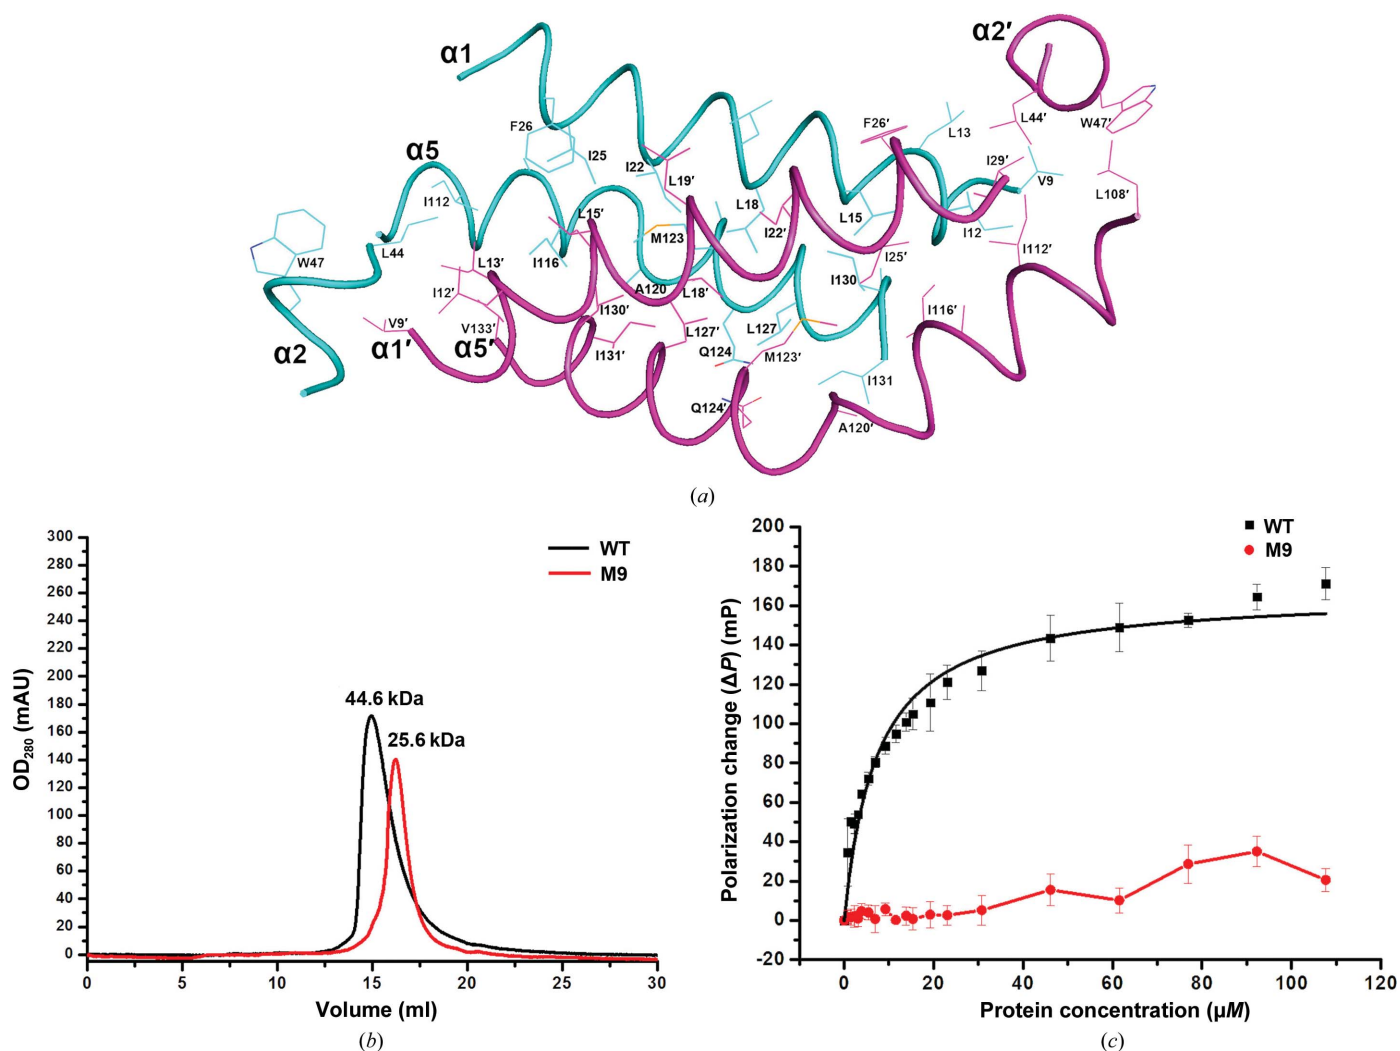 α1
α2′
F26
I25
α5
I22
L19′
F26′
L13
L44′
W47′
I29′
V9
L108′
I112
L15′
L18
I22′
L15
I12
W47
L44
L13′
I116
M123
I25′
I112′
I12′
A120
L18′
I130
V9′
V133′
I130′
L127′
L127
I116′
α2
α1′
α5′
I131′
Q124
M123′
I131
Q124′
A120′
(a)
300
280
260
240
220
200
180
160
140
120
100
80
60
40
20
0
OD280 (mAU)
WT
M9
44.6 kDa
25.6 kDa
0 5 10 15 20 25 30
Volume (ml)
(b)
200
180
160
140
120
100
80
60
40
20
0
-20
Polarization change (ΔP) (mP)
WT
M9
0 20 40 60 80 100 120
Protein concentration (μM)
(c)